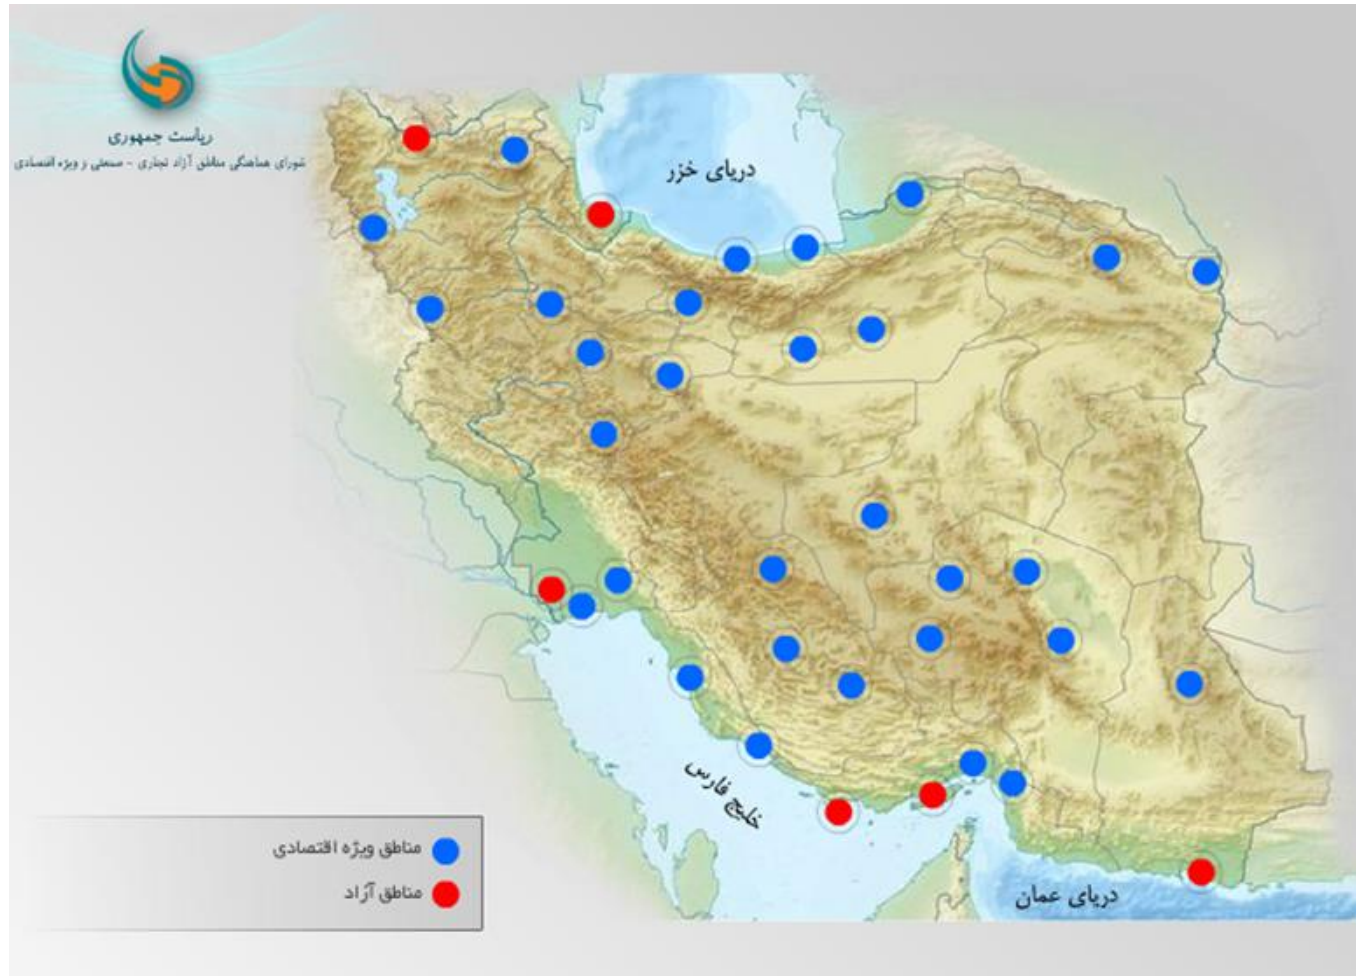 ریاست جمهوری
شورای هماهنگی مناطق آزاد تجاری - صنعتی و ویژه اقتصادی
دریای خزر
خلیج فارس
دریای عمان
مناطق ویژه اقتصادی
مناطق آزاد